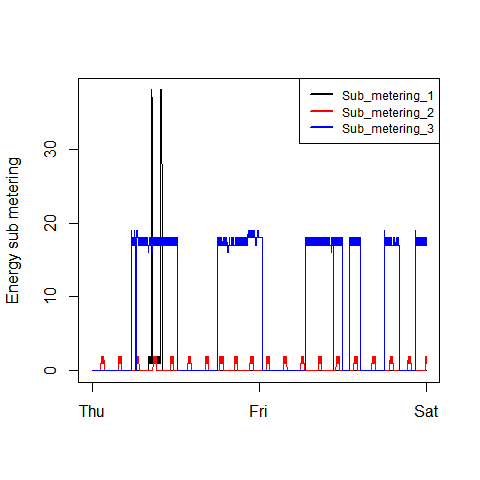 Sub_metering_1
Sub_metering_2
Sub_metering_3
Energy sub metering
30
20
10
0
Thu
Fri
Sat